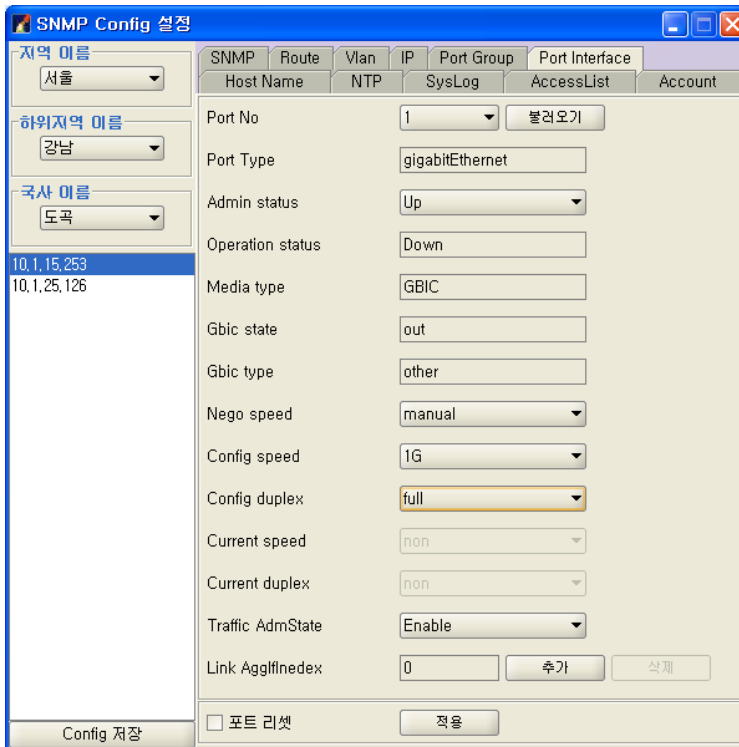 SNMP Config 설정
지역 이름
서울
하위지역 이름
강남
국사 이름
도곡
10,1,15,253
10,1,25,126
Config 저장
SNMP Route Vlan IP Port Group Port Interface
Host Name NTP SysLog AccessList Account
Port No 1 불러오기
Port Type gigabitEthernet
Admin status Up
Operation status Down
Media type GBIC
Gbic state out
Gbic type other
Nego speed manual
Config speed 1G
Config duplex full
Current speed non
Current duplex non
Traffic AdmState Enable
Link AggIfInedex 0 추가 삭제
포트 리셋 적용